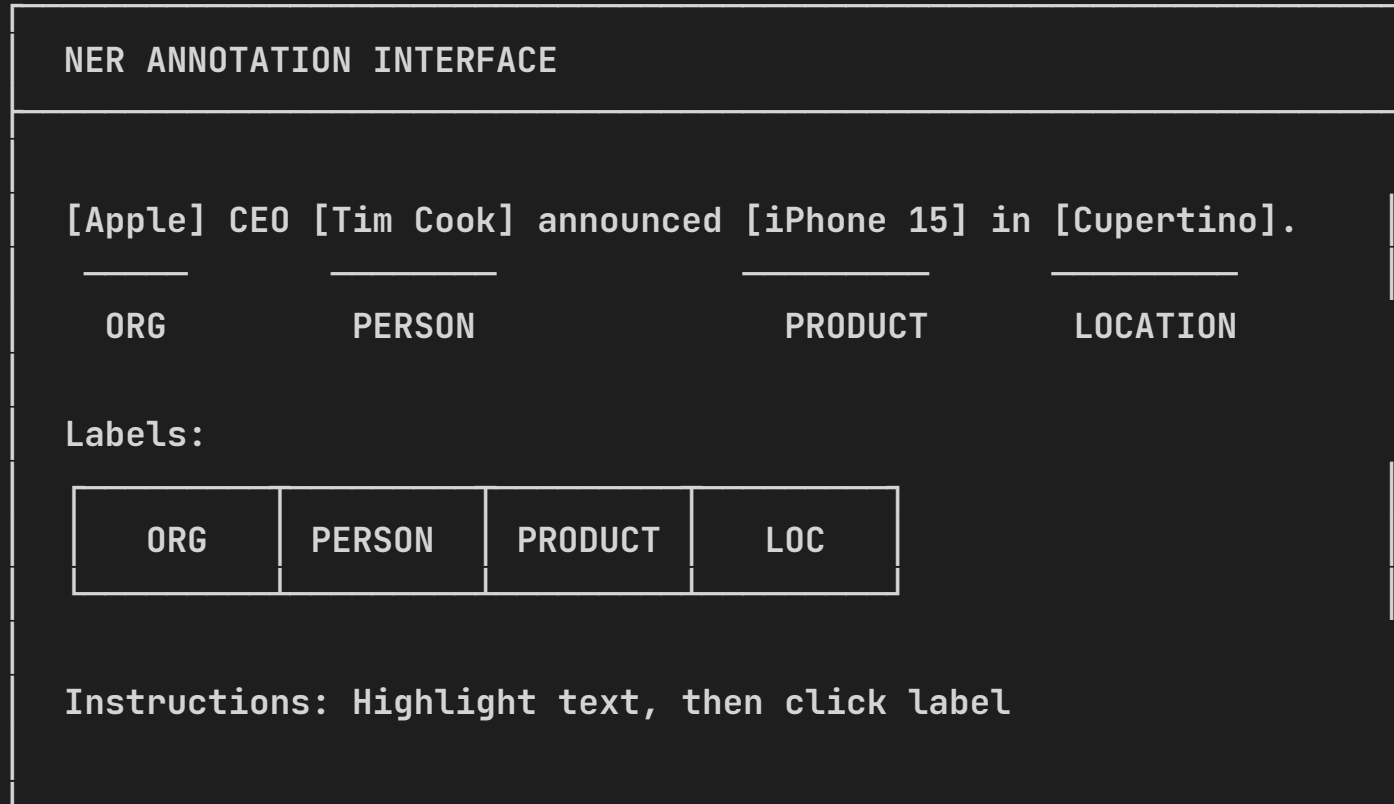 NER ANNOTATION INTERFACE
[Apple] CEO [Tim Cook] announced [iPhone 15] in [Cupertino].
ORG PERSON PRODUCT LOCATION
Labels:
ORG PERSON PRODUCT LOC
Instructions: Highlight text, then click label